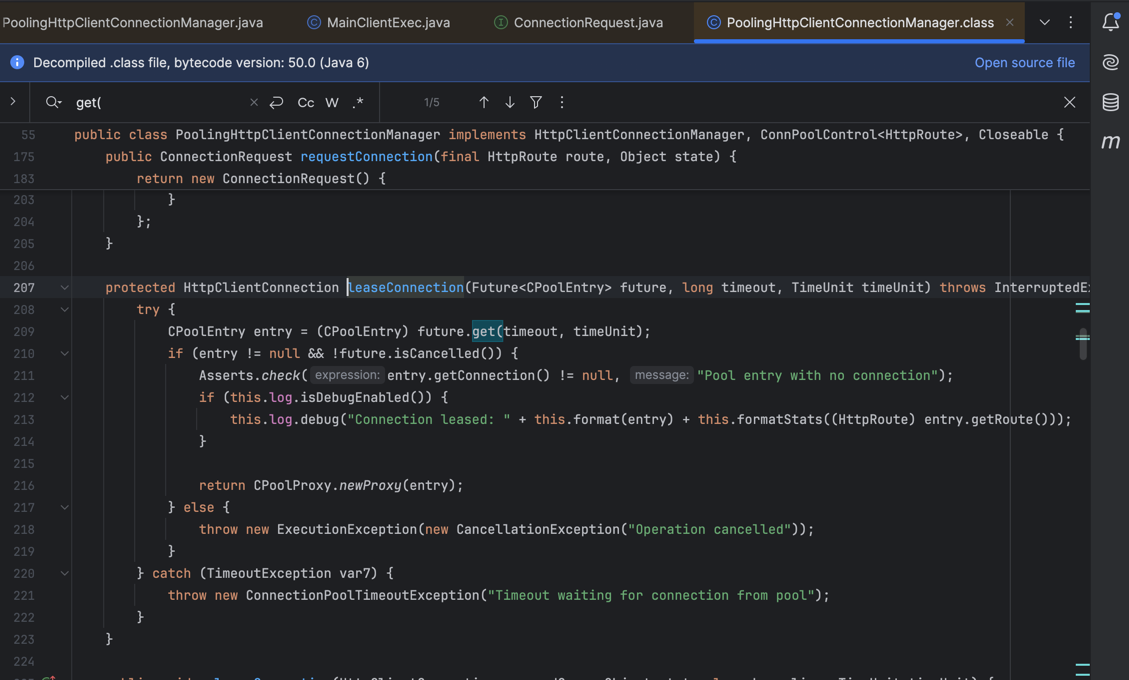 PoolingHttpClientConnectionManager.java MainClientExec.java ConnectionRequest.java PoolingHttpClientConnectionManager.class
Decompiled .class file, bytecode version: 50.0 (Java 6) Open source file
get( Cc W .* 1/5
55 public class PoolingHttpClientConnectionManager implements HttpClientConnectionManager, ConnPoolControl<HttpRoute>, Closeable {
175 public ConnectionRequest requestConnection(final HttpRoute route, Object state) {
183 return new ConnectionRequest() {
203 }
204 };
205 }
206
207 protected HttpClientConnection leaseConnection(Future<CPoolEntry> future, long timeout, TimeUnit timeUnit) throws InterruptedE
208 try {
209 CPoolEntry entry = (CPoolEntry) future.get(timeout, timeUnit);
210 if (entry != null && !future.isCancelled()) {
211 Asserts.check( expression: entry.getConnection() != null, message: "Pool entry with no connection");
212 if (this.log.isDebugEnabled()) {
213 this.log.debug("Connection leased: " + this.format(entry) + this.formatStats((HttpRoute) entry.getRoute()));
214 }
215
216 return CPoolProxy.newProxy(entry);
217 } else {
218 throw new ExecutionException(new CancellationException("Operation cancelled"));
219 }
220 } catch (TimeoutException var7) {
221 throw new ConnectionPoolTimeoutException("Timeout waiting for connection from pool");
222 }
223 }
224
m